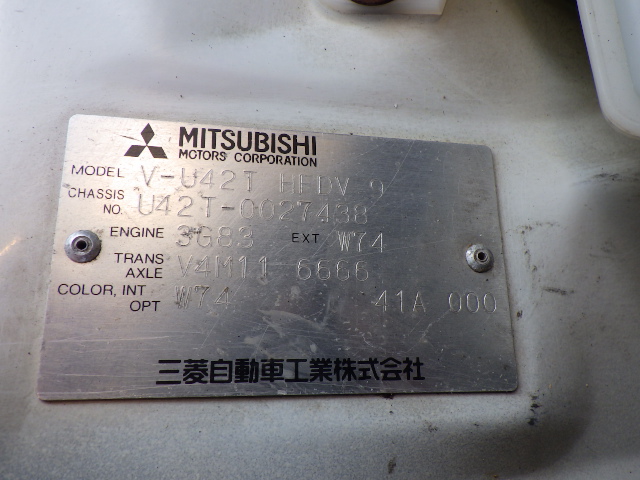 MITSUBISHI
MOTORS CORPORATION
MODEL V-U42T HFDV 9
CHASSIS NO. U42T-0027438
ENGINE 3G83 EXT W74
TRANS AXLE V4M11 6666
COLOR, INT OPT W74 41A 000
三菱自動車工業株式会社